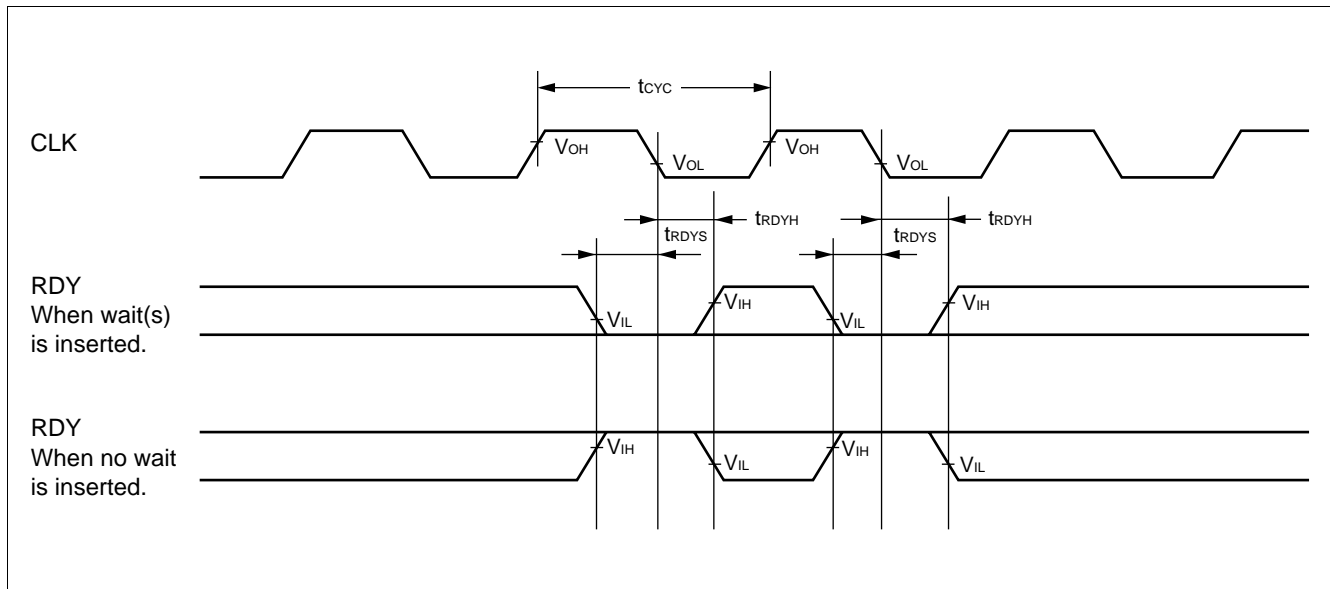 tCYC
CLK
VOH
VOL
VOH
VOL
tRDYH
tRDYH
tRDYS
tRDYS
RDY
When wait(s)
is inserted.
VIL
VIH
VIL
VIH
RDY
When no wait
is inserted.
VIH
VIL
VIH
VIL